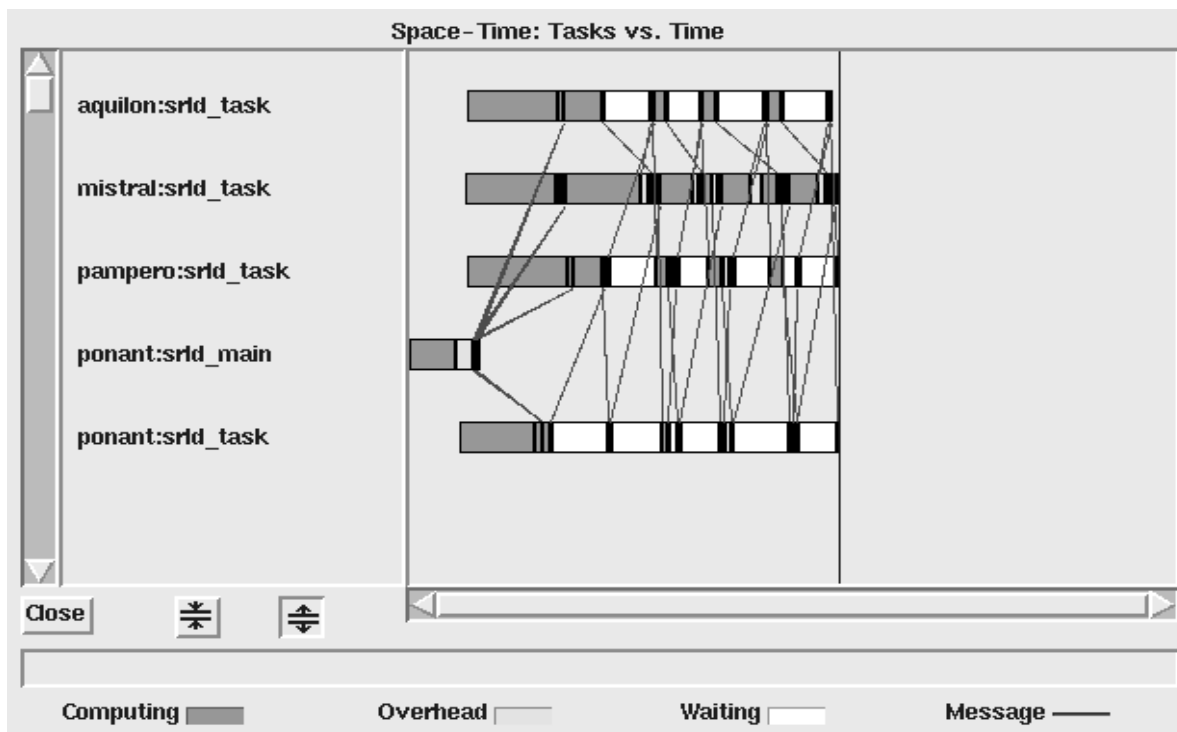 Space-Time: Tasks vs. Time
aquilon:srld_task
mistral:srld_task
pampero:srld_task
ponant:srld_main
ponant:srld_task
Close
Computing Overhead Waiting Message